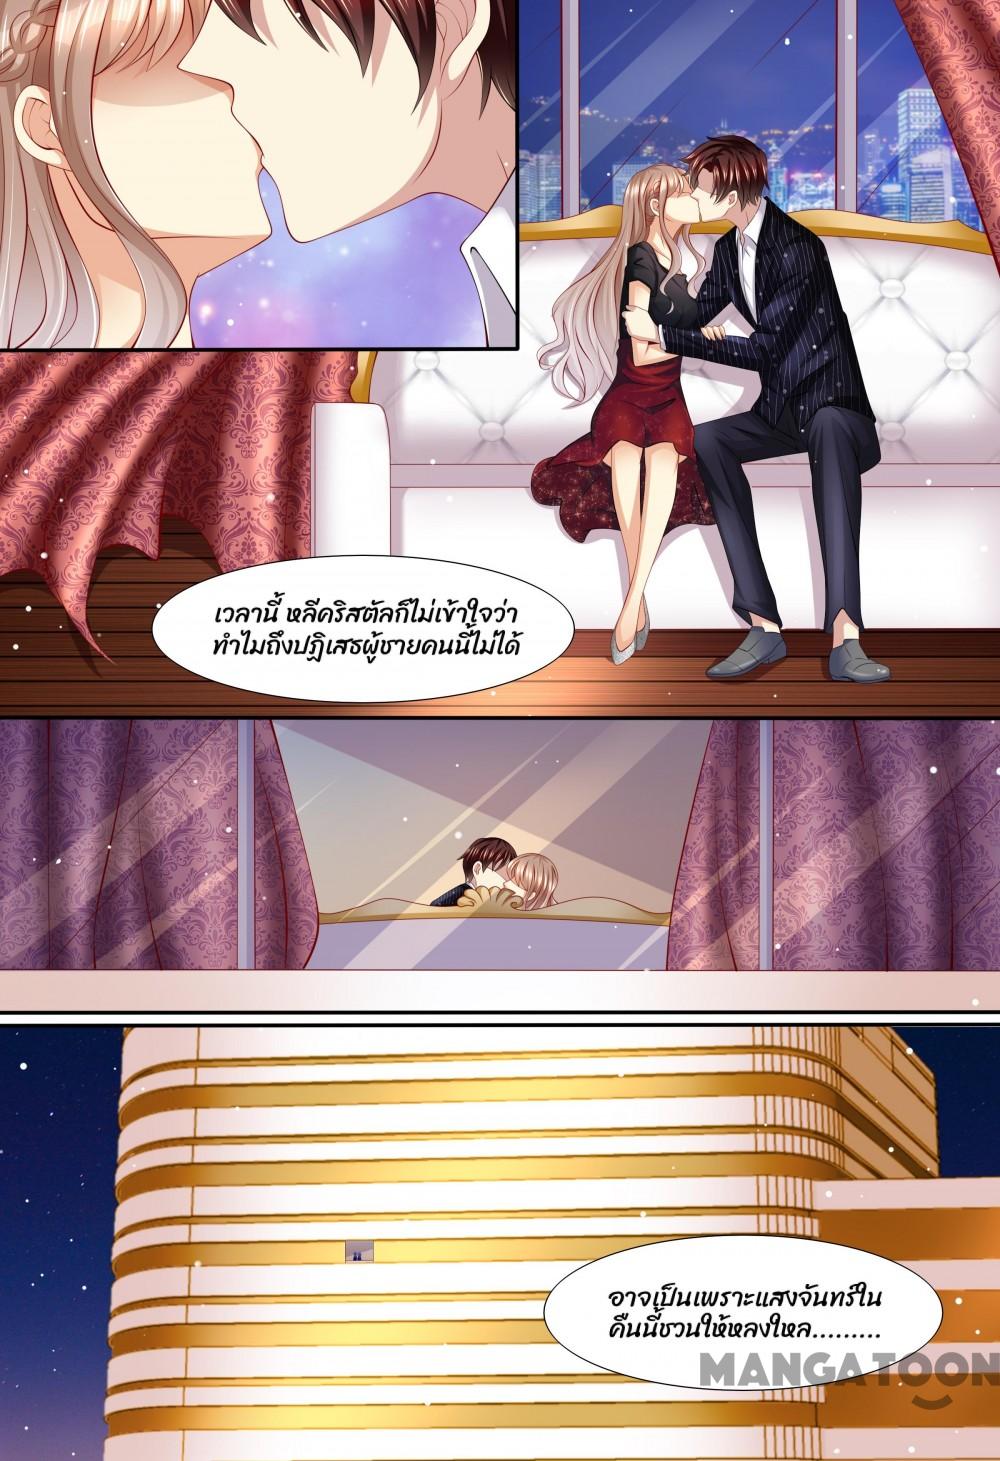 เวลานี้ หลีคริสตัลก็ไม่เข้าใจว่า
ทำไมถึงปฏิเสธผู้ชายคนนี้ไม่ได้
อาจเป็นเพราะแสงจันทร์ใน
คืนนี้ชวนให้หลงใหล.........
MANGATOON